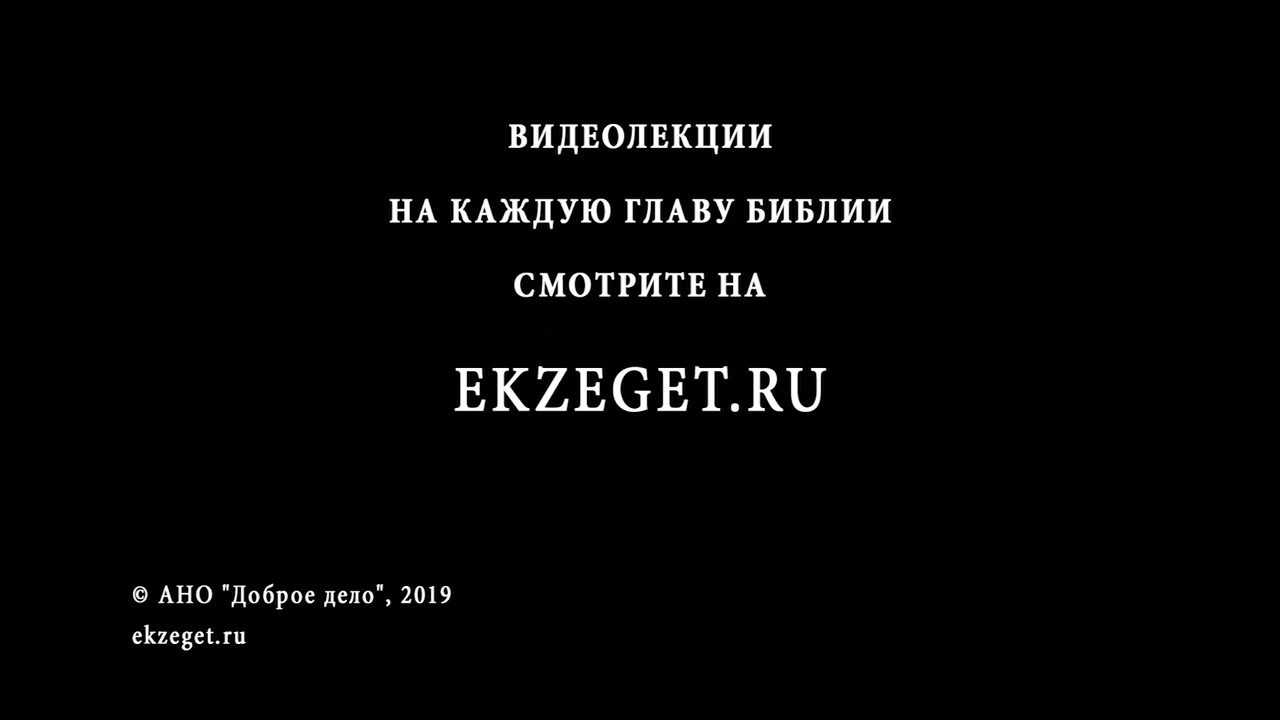 ВИДЕОЛЕКЦИИ
НА КАЖДУЮ ГЛАВУ БИБЛИИ
СМОТРИТЕ НА
EKZEGET.RU
© АНО "Доброе дело", 2019
ekzeget.ru